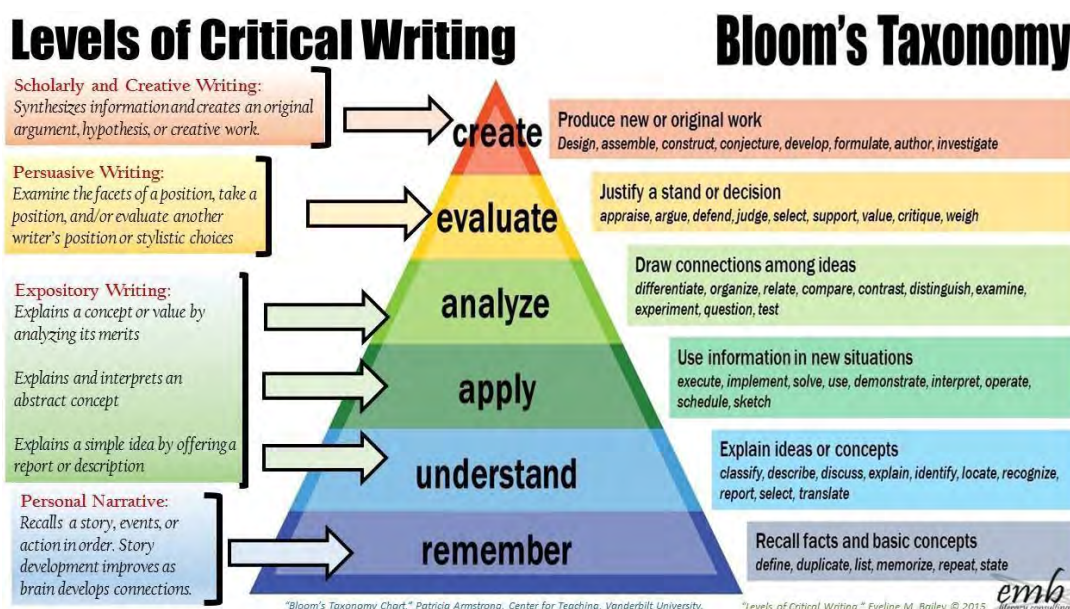 Levels of Critical Writing
Bloom's Taxonomy
Scholarly and Creative Writing:
Synthesizes information and creates an original
argument, hypothesis, or creative work.
Persuasive Writing:
Examine the facets of a position, take a
position, and/or evaluate another
writer's position or stylistic choices
Expository Writing:
Explains a concept or value by
analyzing its merits
Explains and interprets an
abstract concept
Explains a simple idea by offering a
report or description
Personal Narrative:
Recalls a story, events, or
action in order. Story
development improves as
brain develops connections.
create
evaluate
analyze
apply
understand
remember
Produce new or original work
Design, assemble, construct, conjecture, develop, formulate, author, investigate
Justify a stand or decision
appraise, argue, defend, judge, select, support, value, critique, weigh
Draw connections among ideas
differentiate, organize, relate, compare, contrast, distinguish, examine,
experiment, question, test
Use information in new situations
execute, implement, solve, use, demonstrate, interpret, operate,
schedule, sketch
Explain ideas or concepts
classify, describe, discuss, explain, identify, locate, recognize,
report, select, translate
Recall facts and basic concepts
define, duplicate, list, memorize, repeat, state
emb
literacy consulting
"Bloom's Taxonomy Chart." Patricia Armstrong. Center for Teaching, Vanderbilt University.
"Levels of Critical Writing." Eveline M. Bailey © 2015